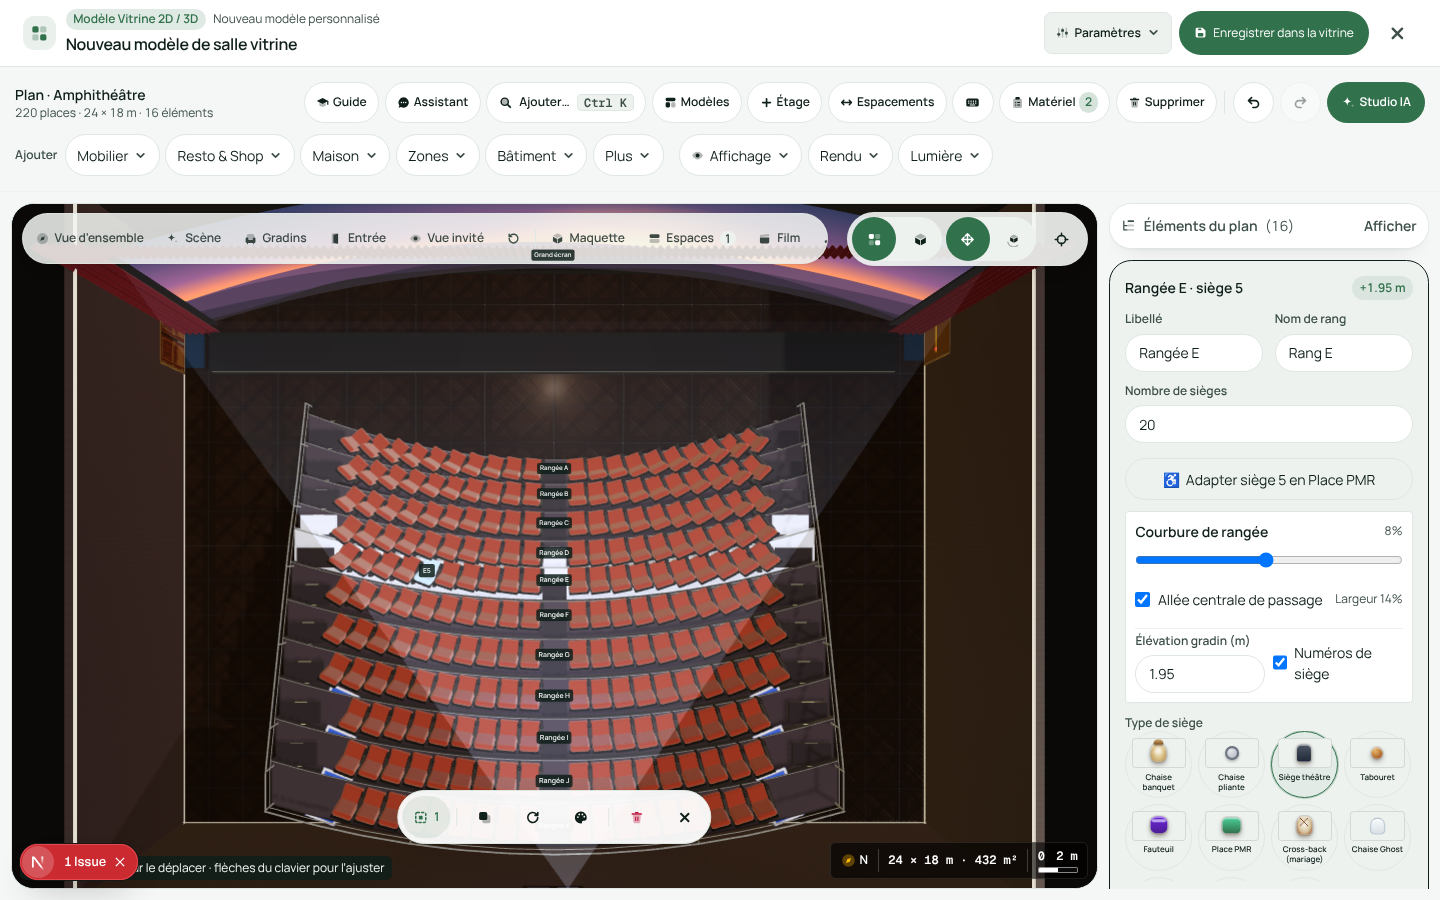 Modèle Vitrine 2D / 3D Nouveau modèle personnalisé
Nouveau modèle de salle vitrine
Paramètres
Enregistrer dans la vitrine
Plan · Amphithéâtre
220 places · 24 × 18 m · 16 éléments
Guide
Assistant
Ajouter… Ctrl K
Modèles
Étage
Espacements
Matériel 2
Supprimer
Studio IA
Ajouter
Mobilier
Resto & Shop
Maison
Zones
Bâtiment
Plus
Affichage
Rendu
Lumière
Vue d'ensemble
Scène
Gradins
Entrée
Vue invité
Maquette
Espaces 1
Film
Grand écran
Rangée A
Rangée B
Rangée C
Rangée D
E5
Rangée E
Rangée F
Rangée G
Rangée H
Rangée I
Rangée J
1
1 Issue
le déplacer · flèches du clavier pour l'ajuster
N
24 × 18 m · 432 m²
0 2 m
Éléments du plan (16)
Afficher
Rangée E · siège 5
+1.95 m
Libellé
Nom de rang
Rangée E
Rang E
Nombre de sièges
20
♿ Adapter siège 5 en Place PMR
Courbure de rangée
8%
Allée centrale de passage
Largeur 14%
Élévation gradin (m)
1.95
Numéros de
siège
Type de siège
Chaise
banquet
Chaise
pliante
Siège théâtre
Tabouret
Fauteuil
Place PMR
Cross-back
(mariage)
Chaise Ghost